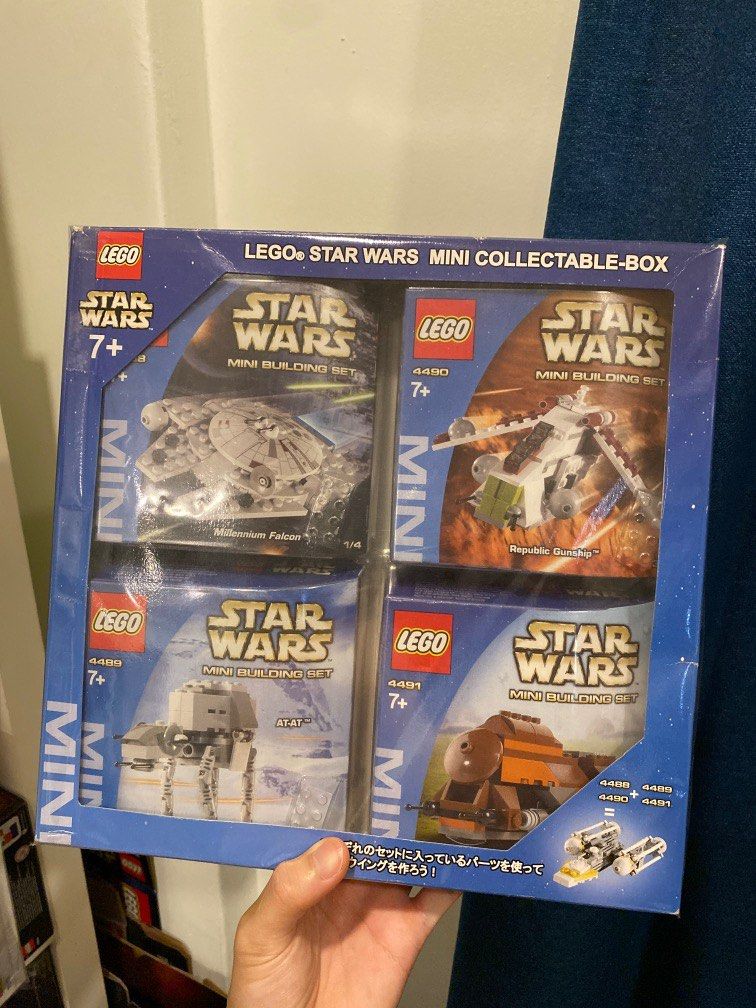 LEGO
LEGO® STAR WARS MINI COLLECTABLE-BOX
STAR
WARS
7+
STAR
WARS
MINI BUILDING SET
MINI
Millennium Falcon
1/4
LEGO
4490
7+
STAR
WARS
MINI BUILDING SET
MINI
Republic Gunship™
LEGO
4489
7+
STAR
WARS
MINI BUILDING SET
AT-AT™
MINI
LEGO
4491
7+
STAR
WARS
MINI BUILDING SET
MINI
MINI
4488 + 4489
4490 4491
=
れのセットに入っているパーツを使って
ウイングを作ろう！